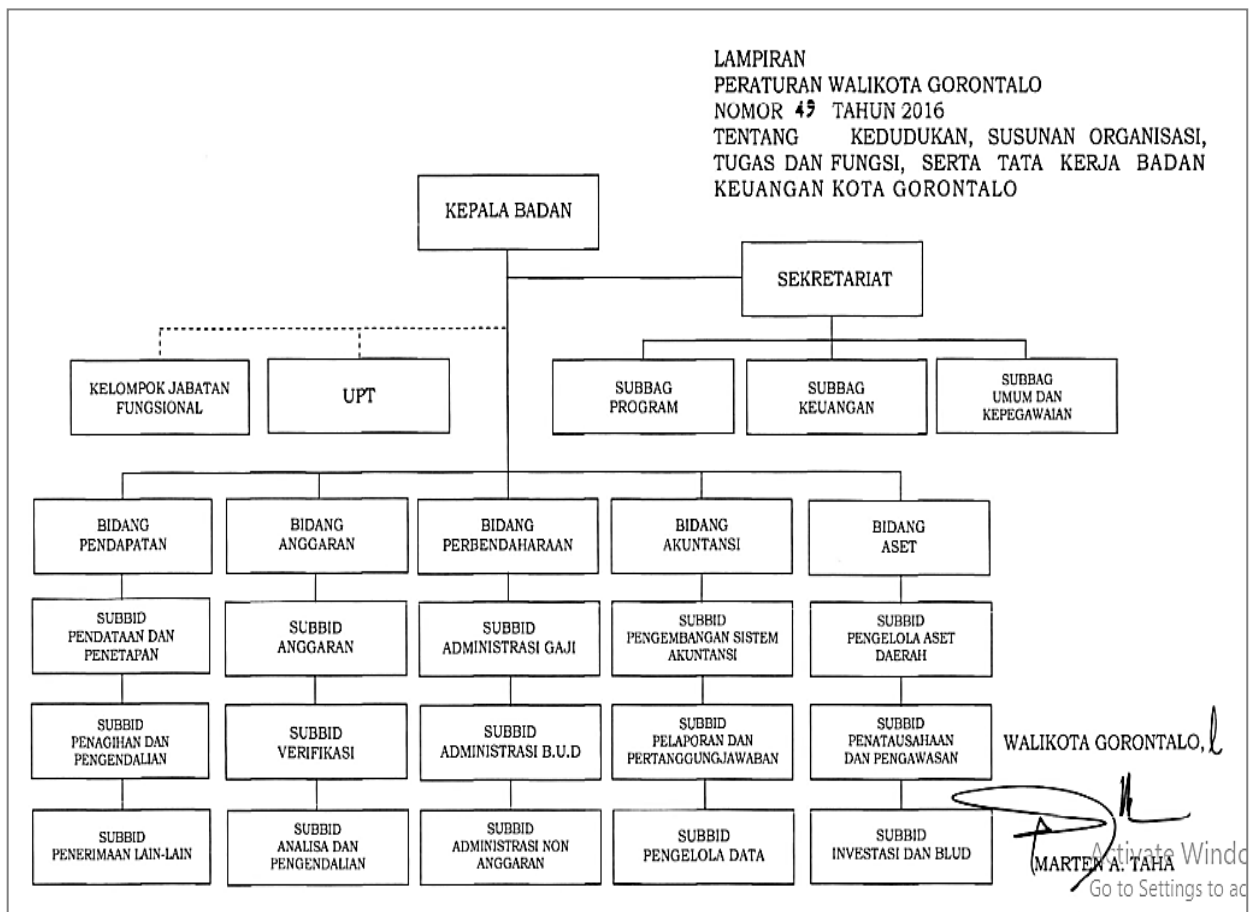 LAMPIRAN
PERATURAN WALIKOTA GORONTALO
NOMOR 49 TAHUN 2016
TENTANG KEDUDUKAN, SUSUNAN ORGANISASI,
TUGAS DAN FUNGSI, SERTA TATA KERJA BADAN
KEUANGAN KOTA GORONTALO
KEPALA BADAN
SEKRETARIAT
KELOMPOK JABATAN
FUNGSIONAL
UPT
SUBBAG
PROGRAM
SUBBAG
KEUANGAN
SUBBAG
UMUM DAN
KEPEGAWAIAN
BIDANG
PENDAPATAN
BIDANG
ANGGARAN
BIDANG
PERBENDAHARAAN
BIDANG
AKUNTANSI
BIDANG
ASET
SUBBID
PENDATAAN DAN
PENETAPAN
SUBBID
ANGGARAN
SUBBID
ADMINISTRASI GAJI
SUBBID
PENGEMBANGAN SISTEM
AKUNTANSI
SUBBID
PENGELOLA ASET
DAERAH
SUBBID
PENAGIHAN DAN
PENGENDALIAN
SUBBID
VERIFIKASI
SUBBID
ADMINISTRASI B.U.D
SUBBID
PELAPORAN DAN
PERTANGGUNGJAWABAN
SUBBID
PENATAUSAHAAN
DAN PENGAWASAN
SUBBID
PENERIMAAN LAIN-LAIN
SUBBID
ANALISA DAN
PENGENDALIAN
SUBBID
ADMINISTRASI NON
ANGGARAN
SUBBID
PENGELOLA DATA
SUBBID
INVESTASI DAN BLUD
WALIKOTA GORONTALO,
(MARTEN A. TAHA
Activate Windo
Go to Settings to ac